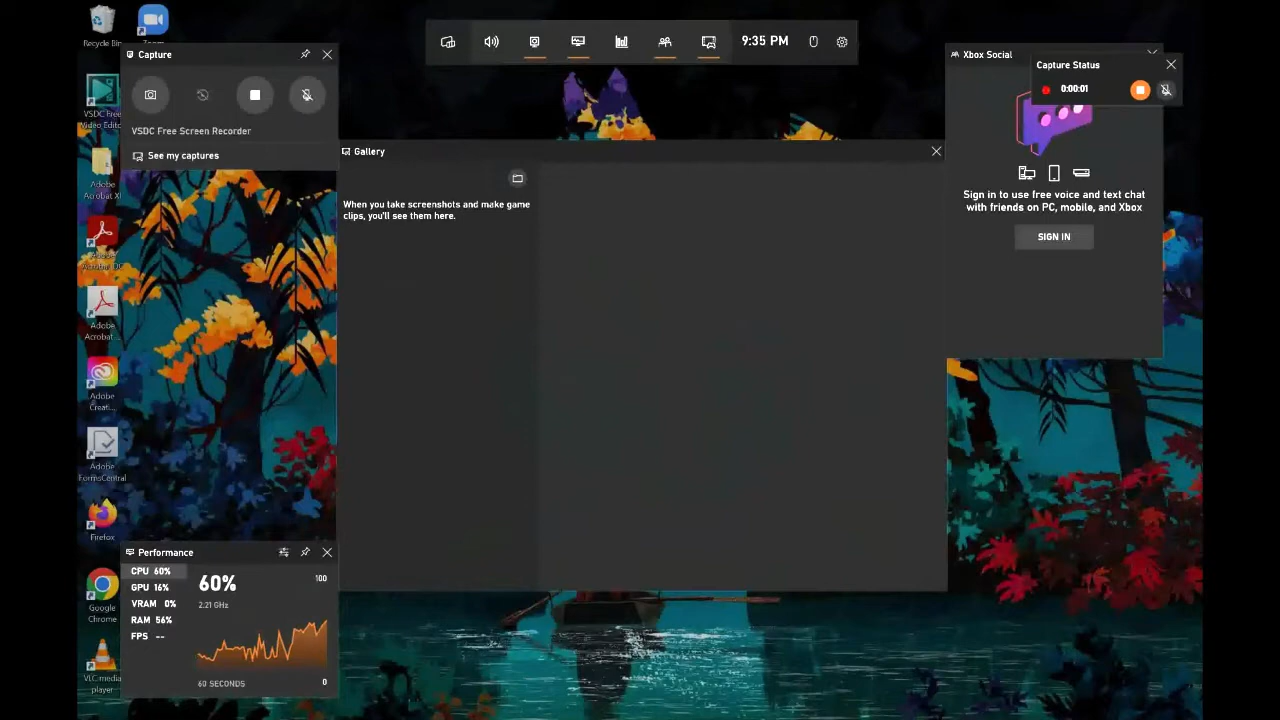 9:35 PM
Recycle Bin
Capture
VSDC Free Screen Recorder
See my captures
VSDC Free
Video Editor
Adobe
Acrobat XI
Adobe
Acrobat DC
Adobe
Acrobat...
Adobe
Creati...
Adobe
FormsCentral
Firefox
Google
Chrome
VLC media
player
Gallery
When you take screenshots and make game
clips, you'll see them here.
Xbox Social
Capture Status
0:00:01
Sign in to use free voice and text chat
with friends on PC, mobile, and Xbox
SIGN IN
Performance
CPU 60%
GPU 16%
VRAM 0%
RAM 56%
FPS --
60%
2.21 GHz
100
60 SECONDS
0